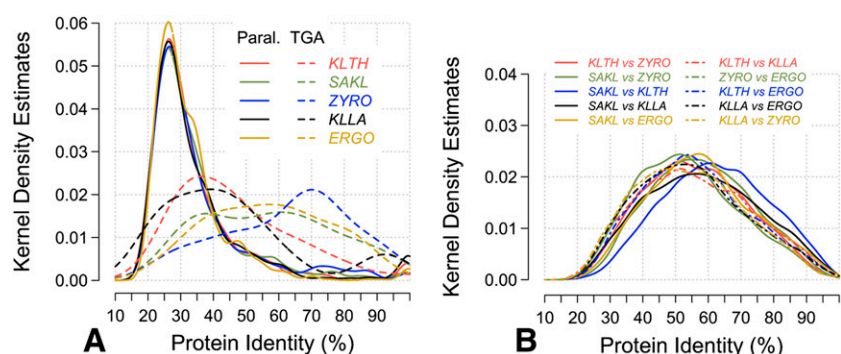 Kernel Density Estimates
0.06
0.05
0.04
0.03
0.02
0.01
0.00
Paral. TGA
KLTH
SAKL
ZYRO
KLLA
ERGO
10 20 30 40 50 60 70 80 90
A Protein Identity (%)
Kernel Density Estimates
0.04
0.03
0.02
0.01
0.00
KLTH vs ZYRO KLTH vs KLLA
SAKL vs ZYRO ZYRO vs ERGO
SAKL vs KLTH KLTH vs ERGO
SAKL vs KLLA KLLA vs ERGO
SAKL vs ERGO KLLA vs ZYRO
10 20 30 40 50 60 70 80 90
B Protein Identity (%)